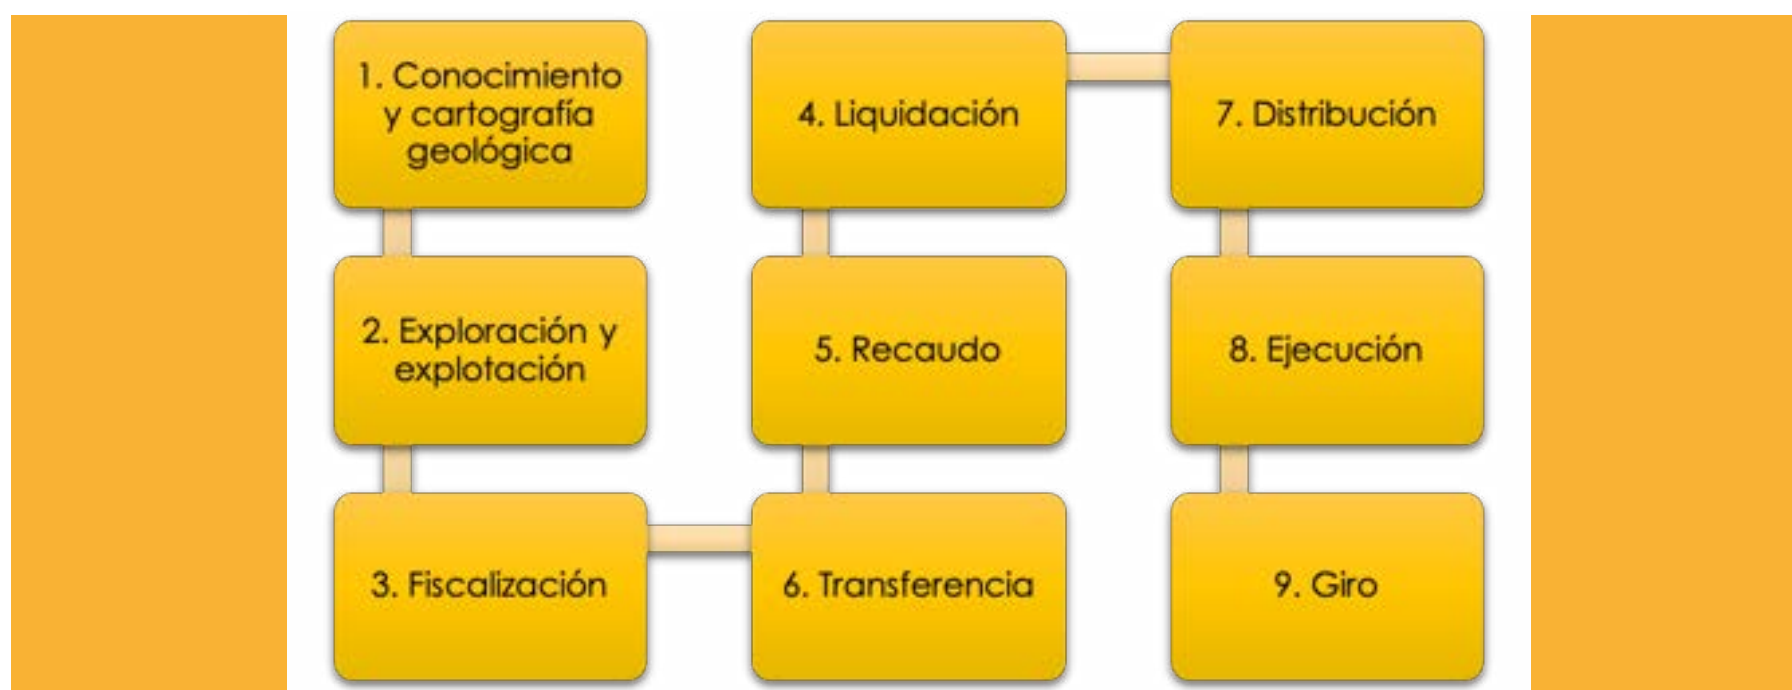 1. Conocimiento
y cartografía
geológica
2. Exploración y
explotación
3. Fiscalización
4. Liquidación
5. Recaudo
6. Transferencia
7. Distribución
8. Ejecución
9. Giro